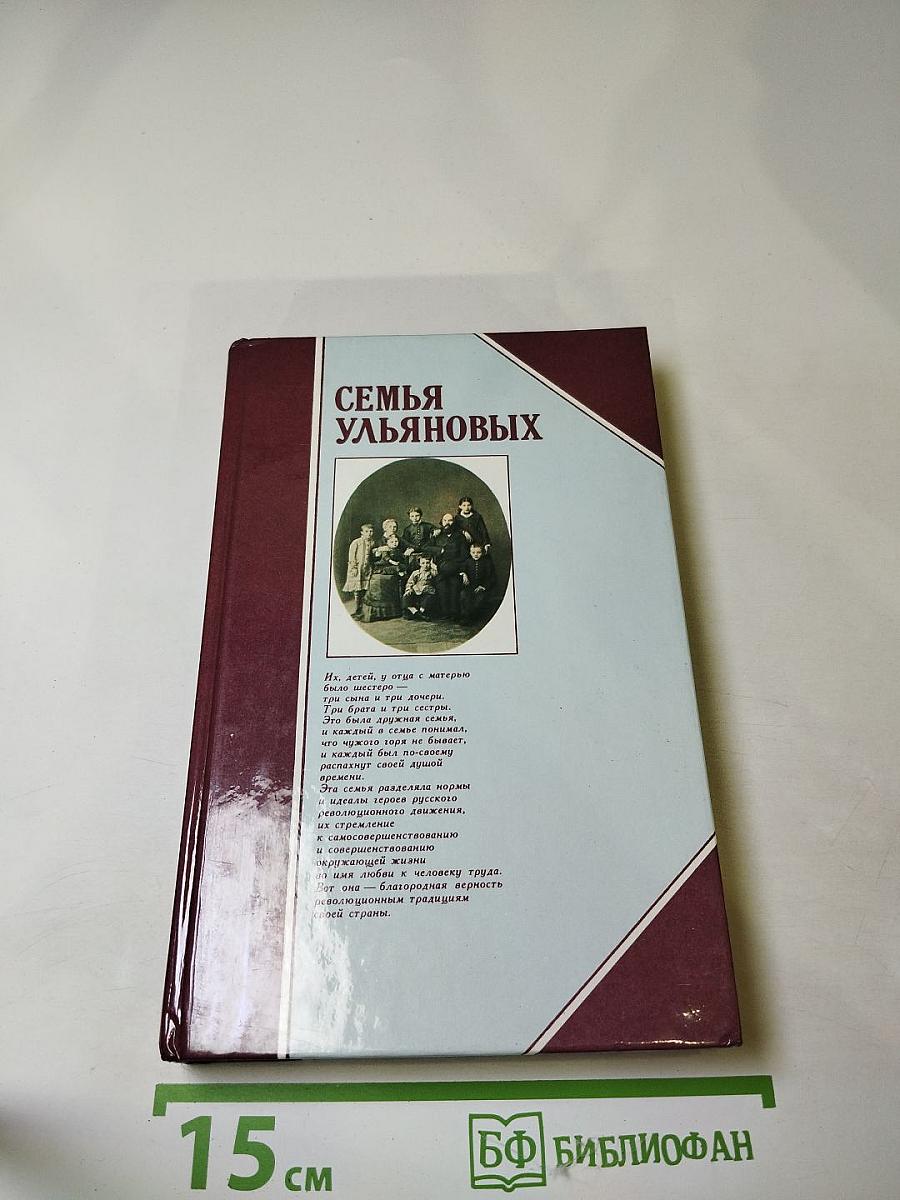 СЕМЬЯ
УЛЬЯНОВЫХ
Их, детей, у отца с матерью
было шестеро —
три сына и три дочери.
Три брата и три сестры.
Это была дружная семья,
и каждый в семье понимал,
что чужого горя не бывает,
и каждый был по-своему
распахнут своей душой
времени.
Эта семья разделяла нормы
и идеалы героев русского
революционного движения,
их стремление
к самосовершенствованию
и совершенствованию
окружающей жизни
во имя любви к человеку труда.
Вот она — благородная верность
революционным традициям
своей страны.
15 см
БФ БИБЛИОФАН